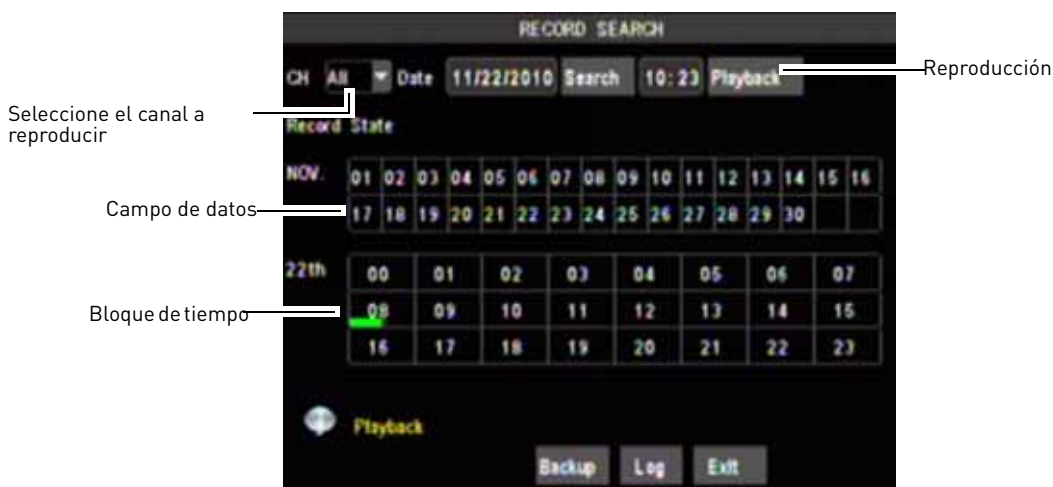 RECORD SEARCH
CH All Date 11/22/2010 Search 10:23 Playback
Reproducción
Seleccione el canal a
reproducir
Record State
NOV. 01 02 03 04 05 06 07 08 09 10 11 12 13 14 15 16
Campo de datos
17 18 19 20 21 22 23 24 25 26 27 28 29 30
22th 00 01 02 03 04 05 06 07
Bloque de tiempo
08 09 10 11 12 13 14 15
16 17 18 19 20 21 22 23
Playback
Backup Log Exit